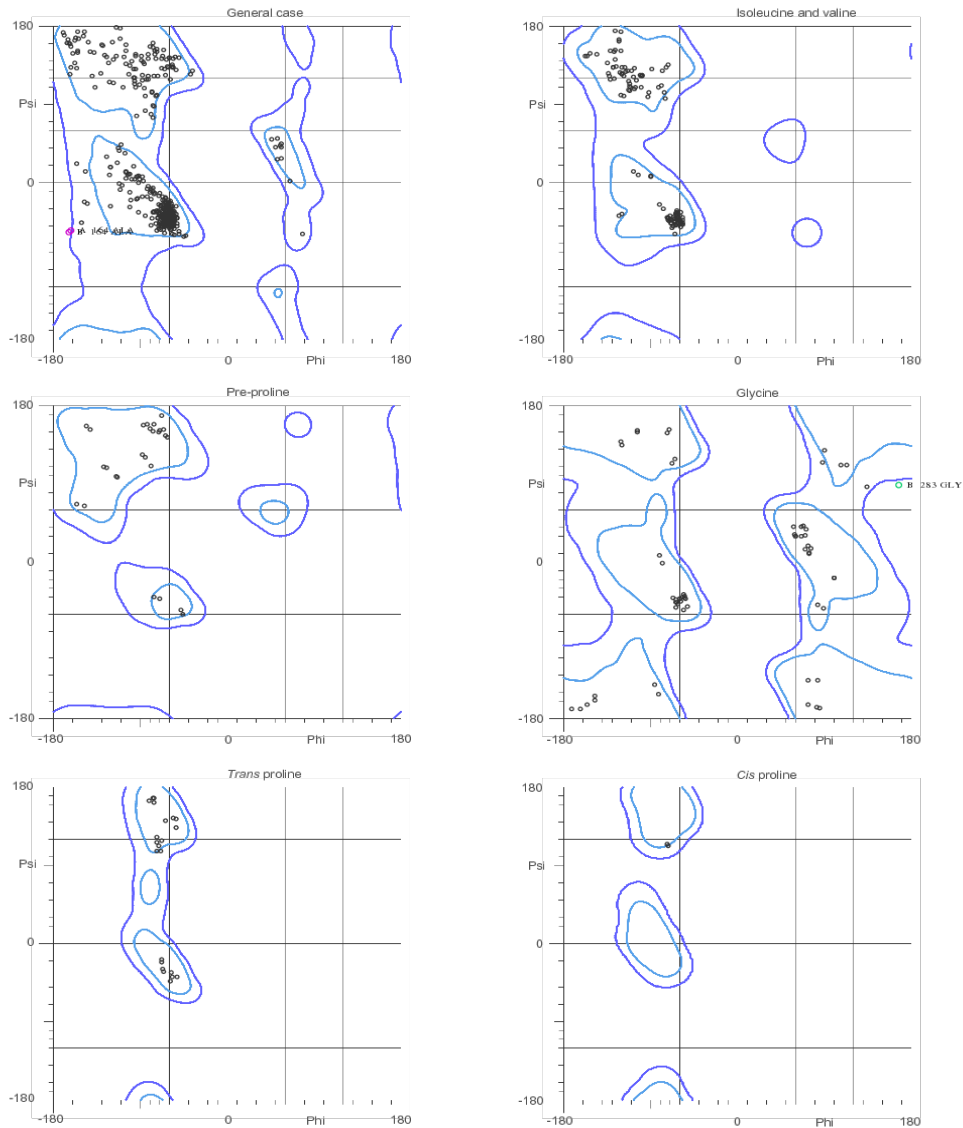 General case
180
Psi
0
-180
-180
0
Phi
180
Isoleucine and valine
180
Psi
0
-180
-180
0
Phi
180
Pre-proline
180
Psi
0
-180
-180
0
Phi
180
Glycine
180
Psi
0
-180
-180
0
Phi
180
B 283 GLY
Trans proline
180
Psi
0
-180
-180
0
Phi
180
Cis proline
180
Psi
0
-180
-180
0
Phi
180